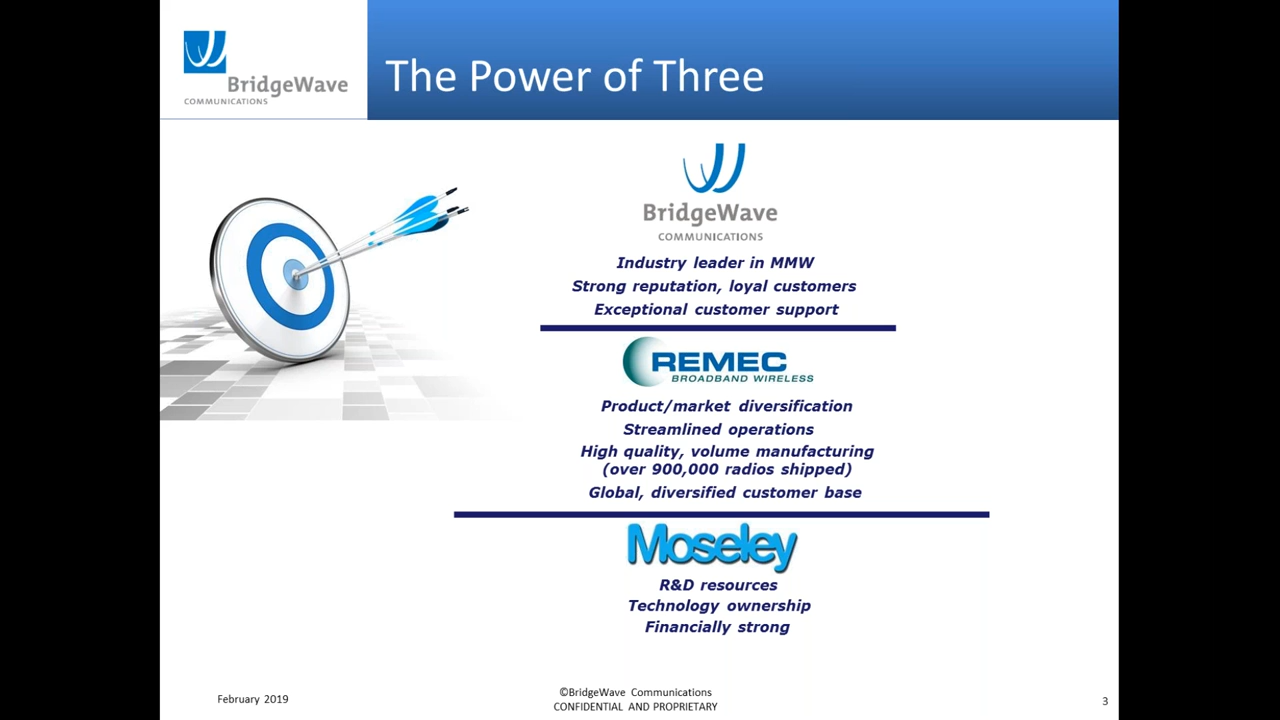 BridgeWave
COMMUNICATIONS
The Power of Three
BridgeWave
COMMUNICATIONS
Industry leader in MMW
Strong reputation, loyal customers
Exceptional customer support
REMEC
BROADBAND WIRELESS
Product/market diversification
Streamlined operations
High quality, volume manufacturing
(over 900,000 radios shipped)
Global, diversified customer base
Moseley
R&D resources
Technology ownership
Financially strong
February 2019
©BridgeWave Communications
CONFIDENTIAL AND PROPRIETARY
3